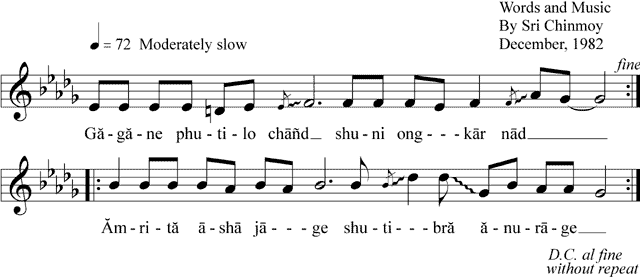 Words and Music
By Sri Chinmoy
♩ = 72 Moderately slow December, 1982
fine
Gă - gă - ne phu - ti - lo chāñd shu - ni ong - - - kār nād
Ăm - ri - tă ā - shā jā - - - ge shu - ti - - - bră ă - nu - rā - ge
D.C. al fine
without repeat